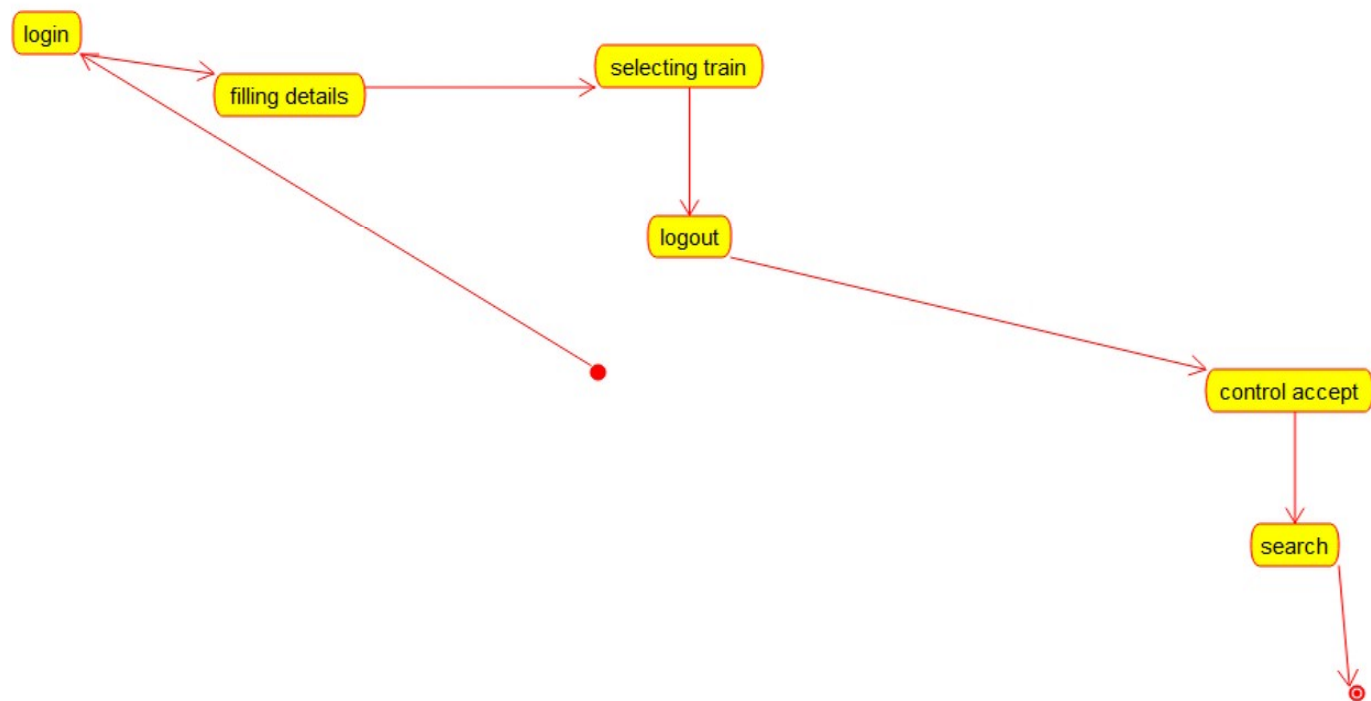 login
filling details
selecting train
logout
control accept
search